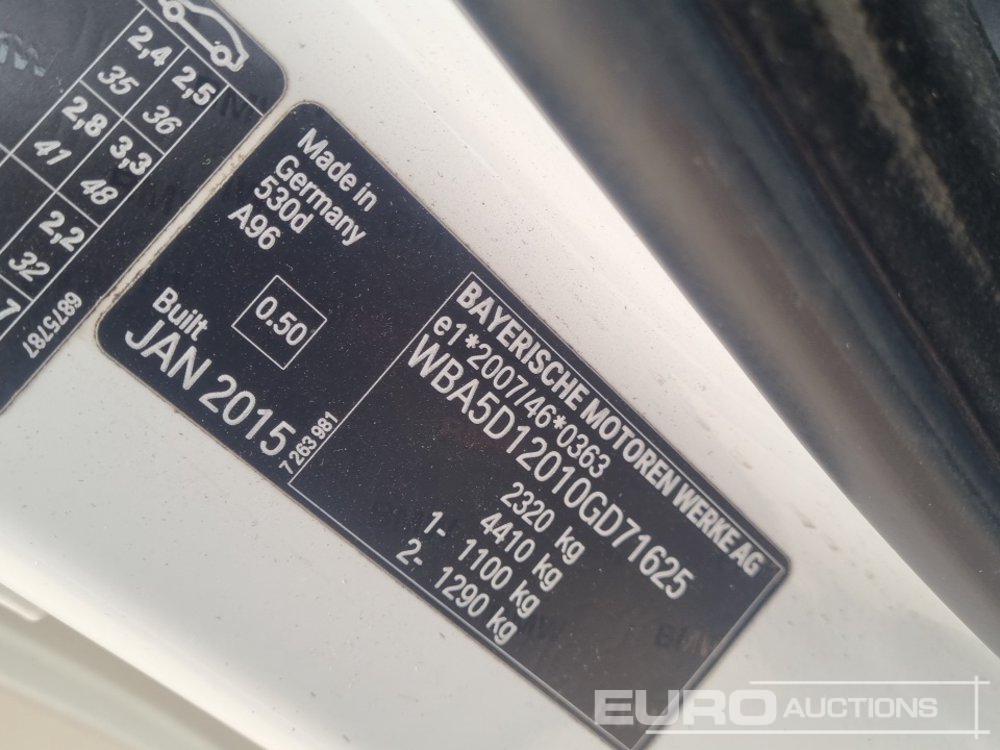 2,4 2,5
35 36
2,8 3,3
41 48
2,2
32
7
6875787
Made in
Germany
530d
A96
0.50
Built
JAN 2015
7 263 981
BAYERISCHE MOTOREN WERKE AG
e1*2007/46*0363
WBA5D12010GD71625
2320 kg
4410 kg
1- 1100 kg
2- 1290 kg
EURO AUCTIONS